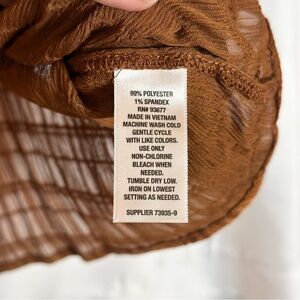 99% POLYESTER
1% SPANDEX
RN# 93677
MADE IN VIETNAM
MACHINE WASH COLD
GENTLE CYCLE
WITH LIKE COLORS.
USE ONLY
NON-CHLORINE
BLEACH WHEN
NEEDED.
TUMBLE DRY LOW.
IRON ON LOWEST
SETTING AS NEEDED.
SUPPLIER 73935-9